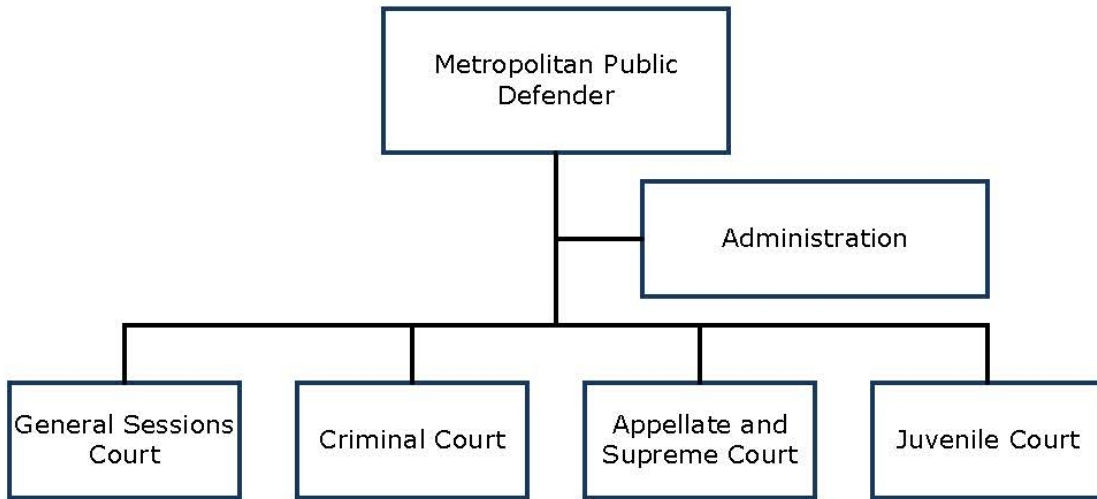 Metropolitan Public
Defender
Administration
General Sessions
Court
Criminal Court
Appellate and
Supreme Court
Juvenile Court